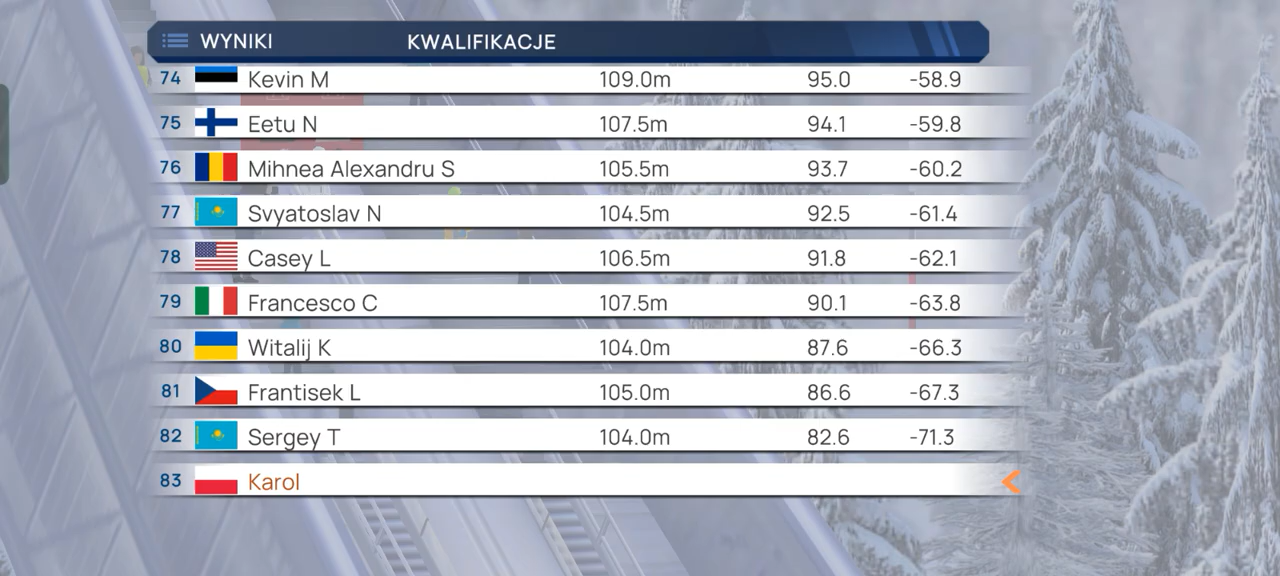 WYNIKI KWALIFIKACJE
74 Kevin M 109.0m 95.0 -58.9
75 Eetu N 107.5m 94.1 -59.8
76 Mihnea Alexandru S 105.5m 93.7 -60.2
77 Svyatoslav N 104.5m 92.5 -61.4
78 Casey L 106.5m 91.8 -62.1
79 Francesco C 107.5m 90.1 -63.8
80 Witalij K 104.0m 87.6 -66.3
81 Frantisek L 105.0m 86.6 -67.3
82 Sergey T 104.0m 82.6 -71.3
83 Karol